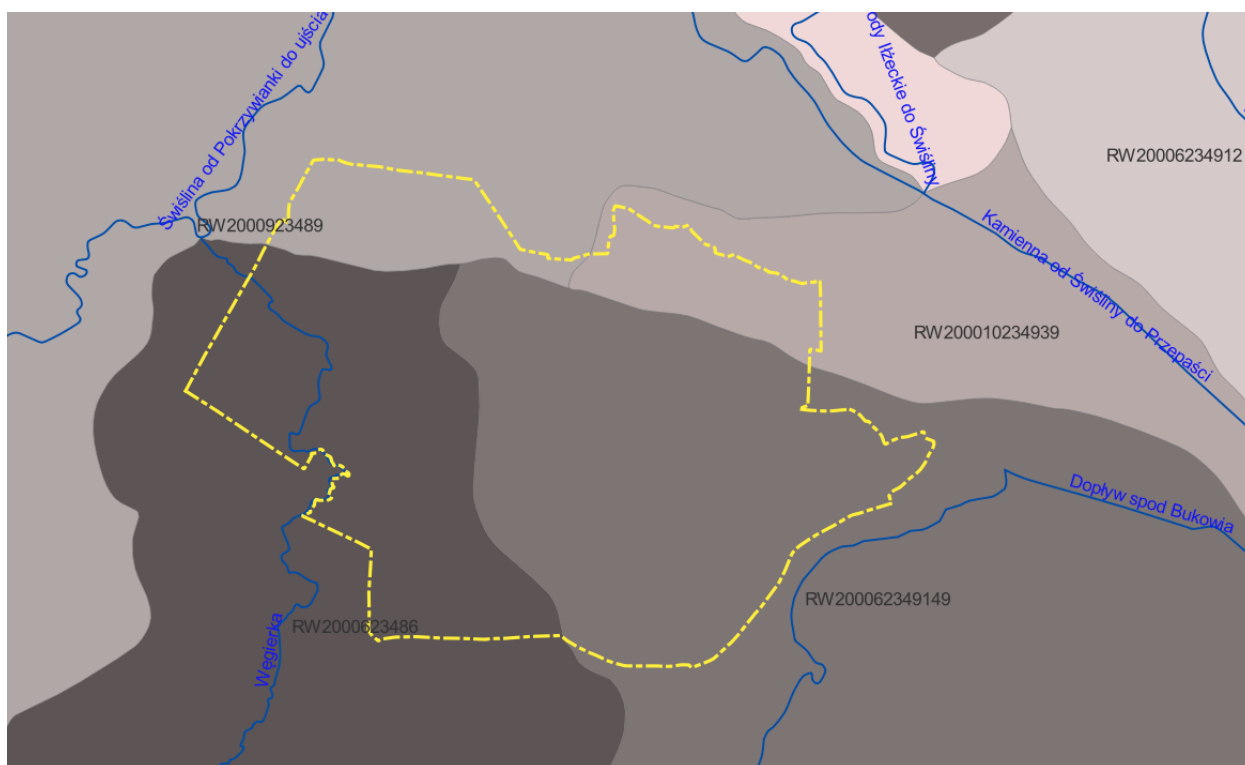 Świślina od Pokrzywianki do ujścia
ody Iłżeckie do Świśliny
RW20006234912
RW2000923489
Kamienna od Świśliny do Przepaści
RW200010234939
Dopływ spod Bukowia
RW200062349149
RW2000623486
Węgierka